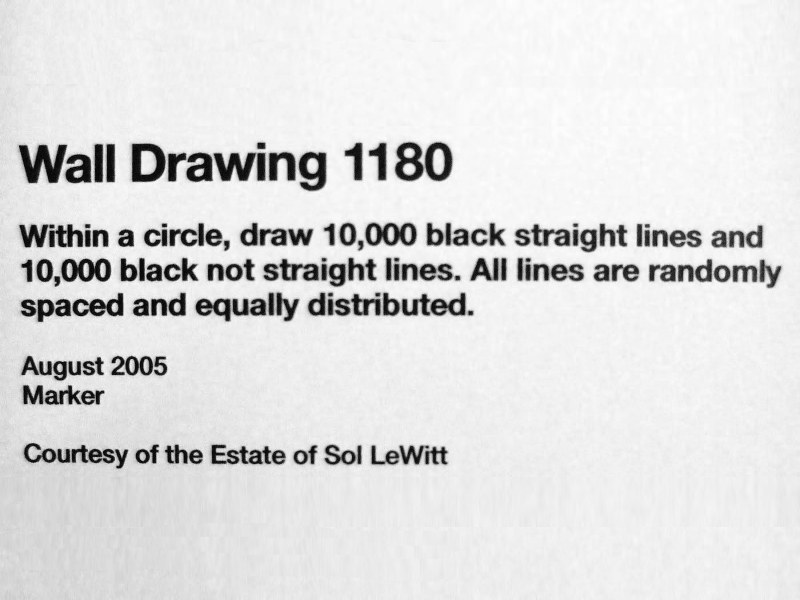 Wall Drawing 1180
Within a circle, draw 10,000 black straight lines and
10,000 black not straight lines. All lines are randomly
spaced and equally distributed.
August 2005
Marker
Courtesy of the Estate of Sol LeWitt